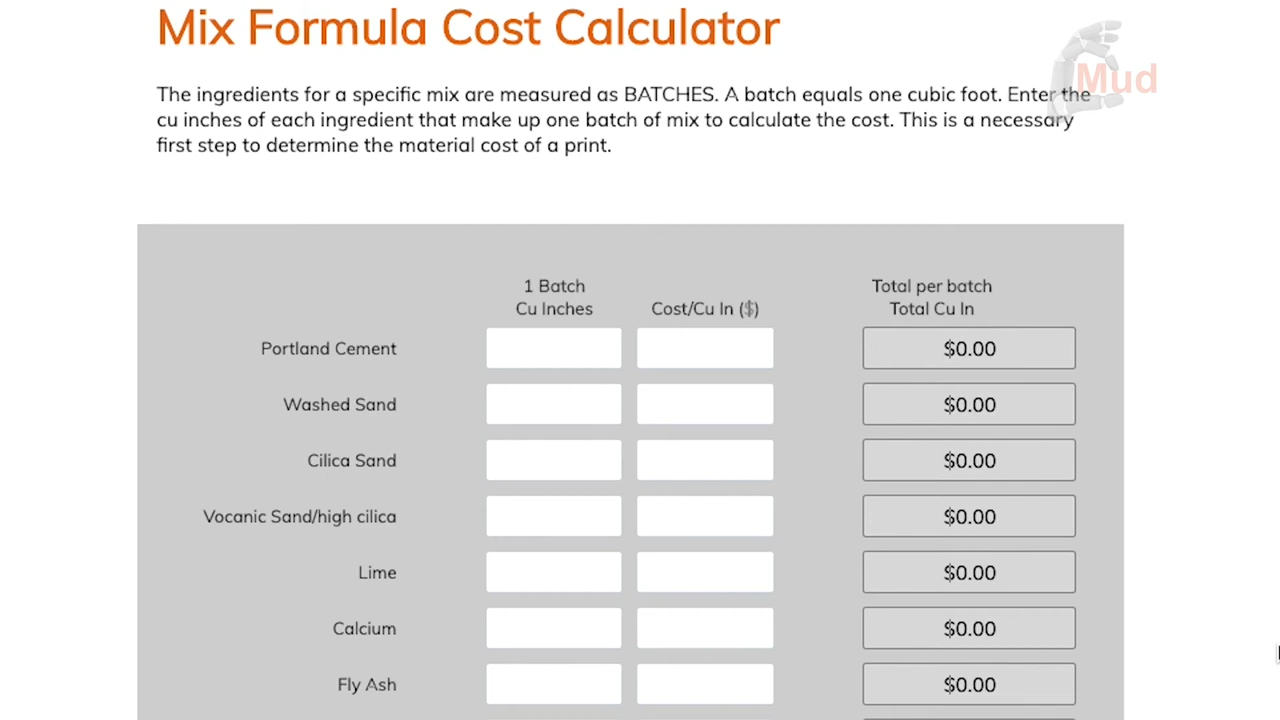 Mix Formula Cost Calculator
Mud
The ingredients for a specific mix are measured as BATCHES. A batch equals one cubic foot. Enter the
cu inches of each ingredient that make up one batch of mix to calculate the cost. This is a necessary
first step to determine the material cost of a print.
1 Batch
Cu Inches
Cost/Cu In ($)
Total per batch
Total Cu In
Portland Cement
$0.00
Washed Sand
$0.00
Cilica Sand
$0.00
Vocanic Sand/high cilica
$0.00
Lime
$0.00
Calcium
$0.00
Fly Ash
$0.00